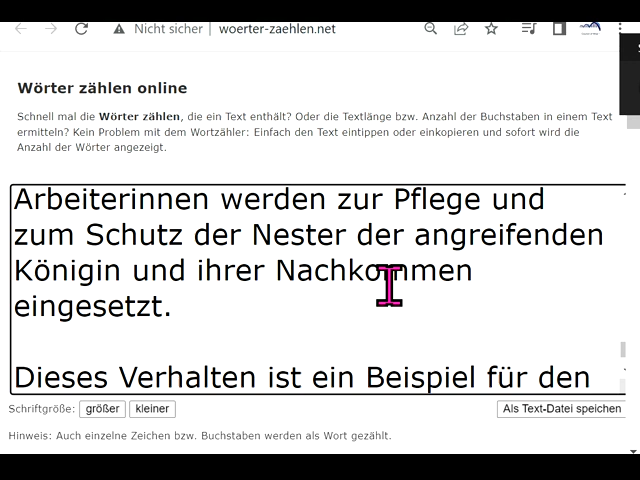 Nicht sicher | woerter-zaehlen.net
Wörter zählen online
Schnell mal die Wörter zählen, die ein Text enthält? Oder die Textlänge bzw. Anzahl der Buchstaben in einem Text
ermitteln? Kein Problem mit dem Wortzähler: Einfach den Text eintippen oder einkopieren und sofort wird die
Anzahl der Wörter angezeigt.
Arbeiterinnen werden zur Pflege und
zum Schutz der Nester der angreifenden
Königin und ihrer Nachkommen
eingesetzt.
Dieses Verhalten ist ein Beispiel für den
Schriftgröße: größer kleiner Als Text-Datei speichen
Hinweis: Auch einzelne Zeichen bzw. Buchstaben werden als Wort gezählt.